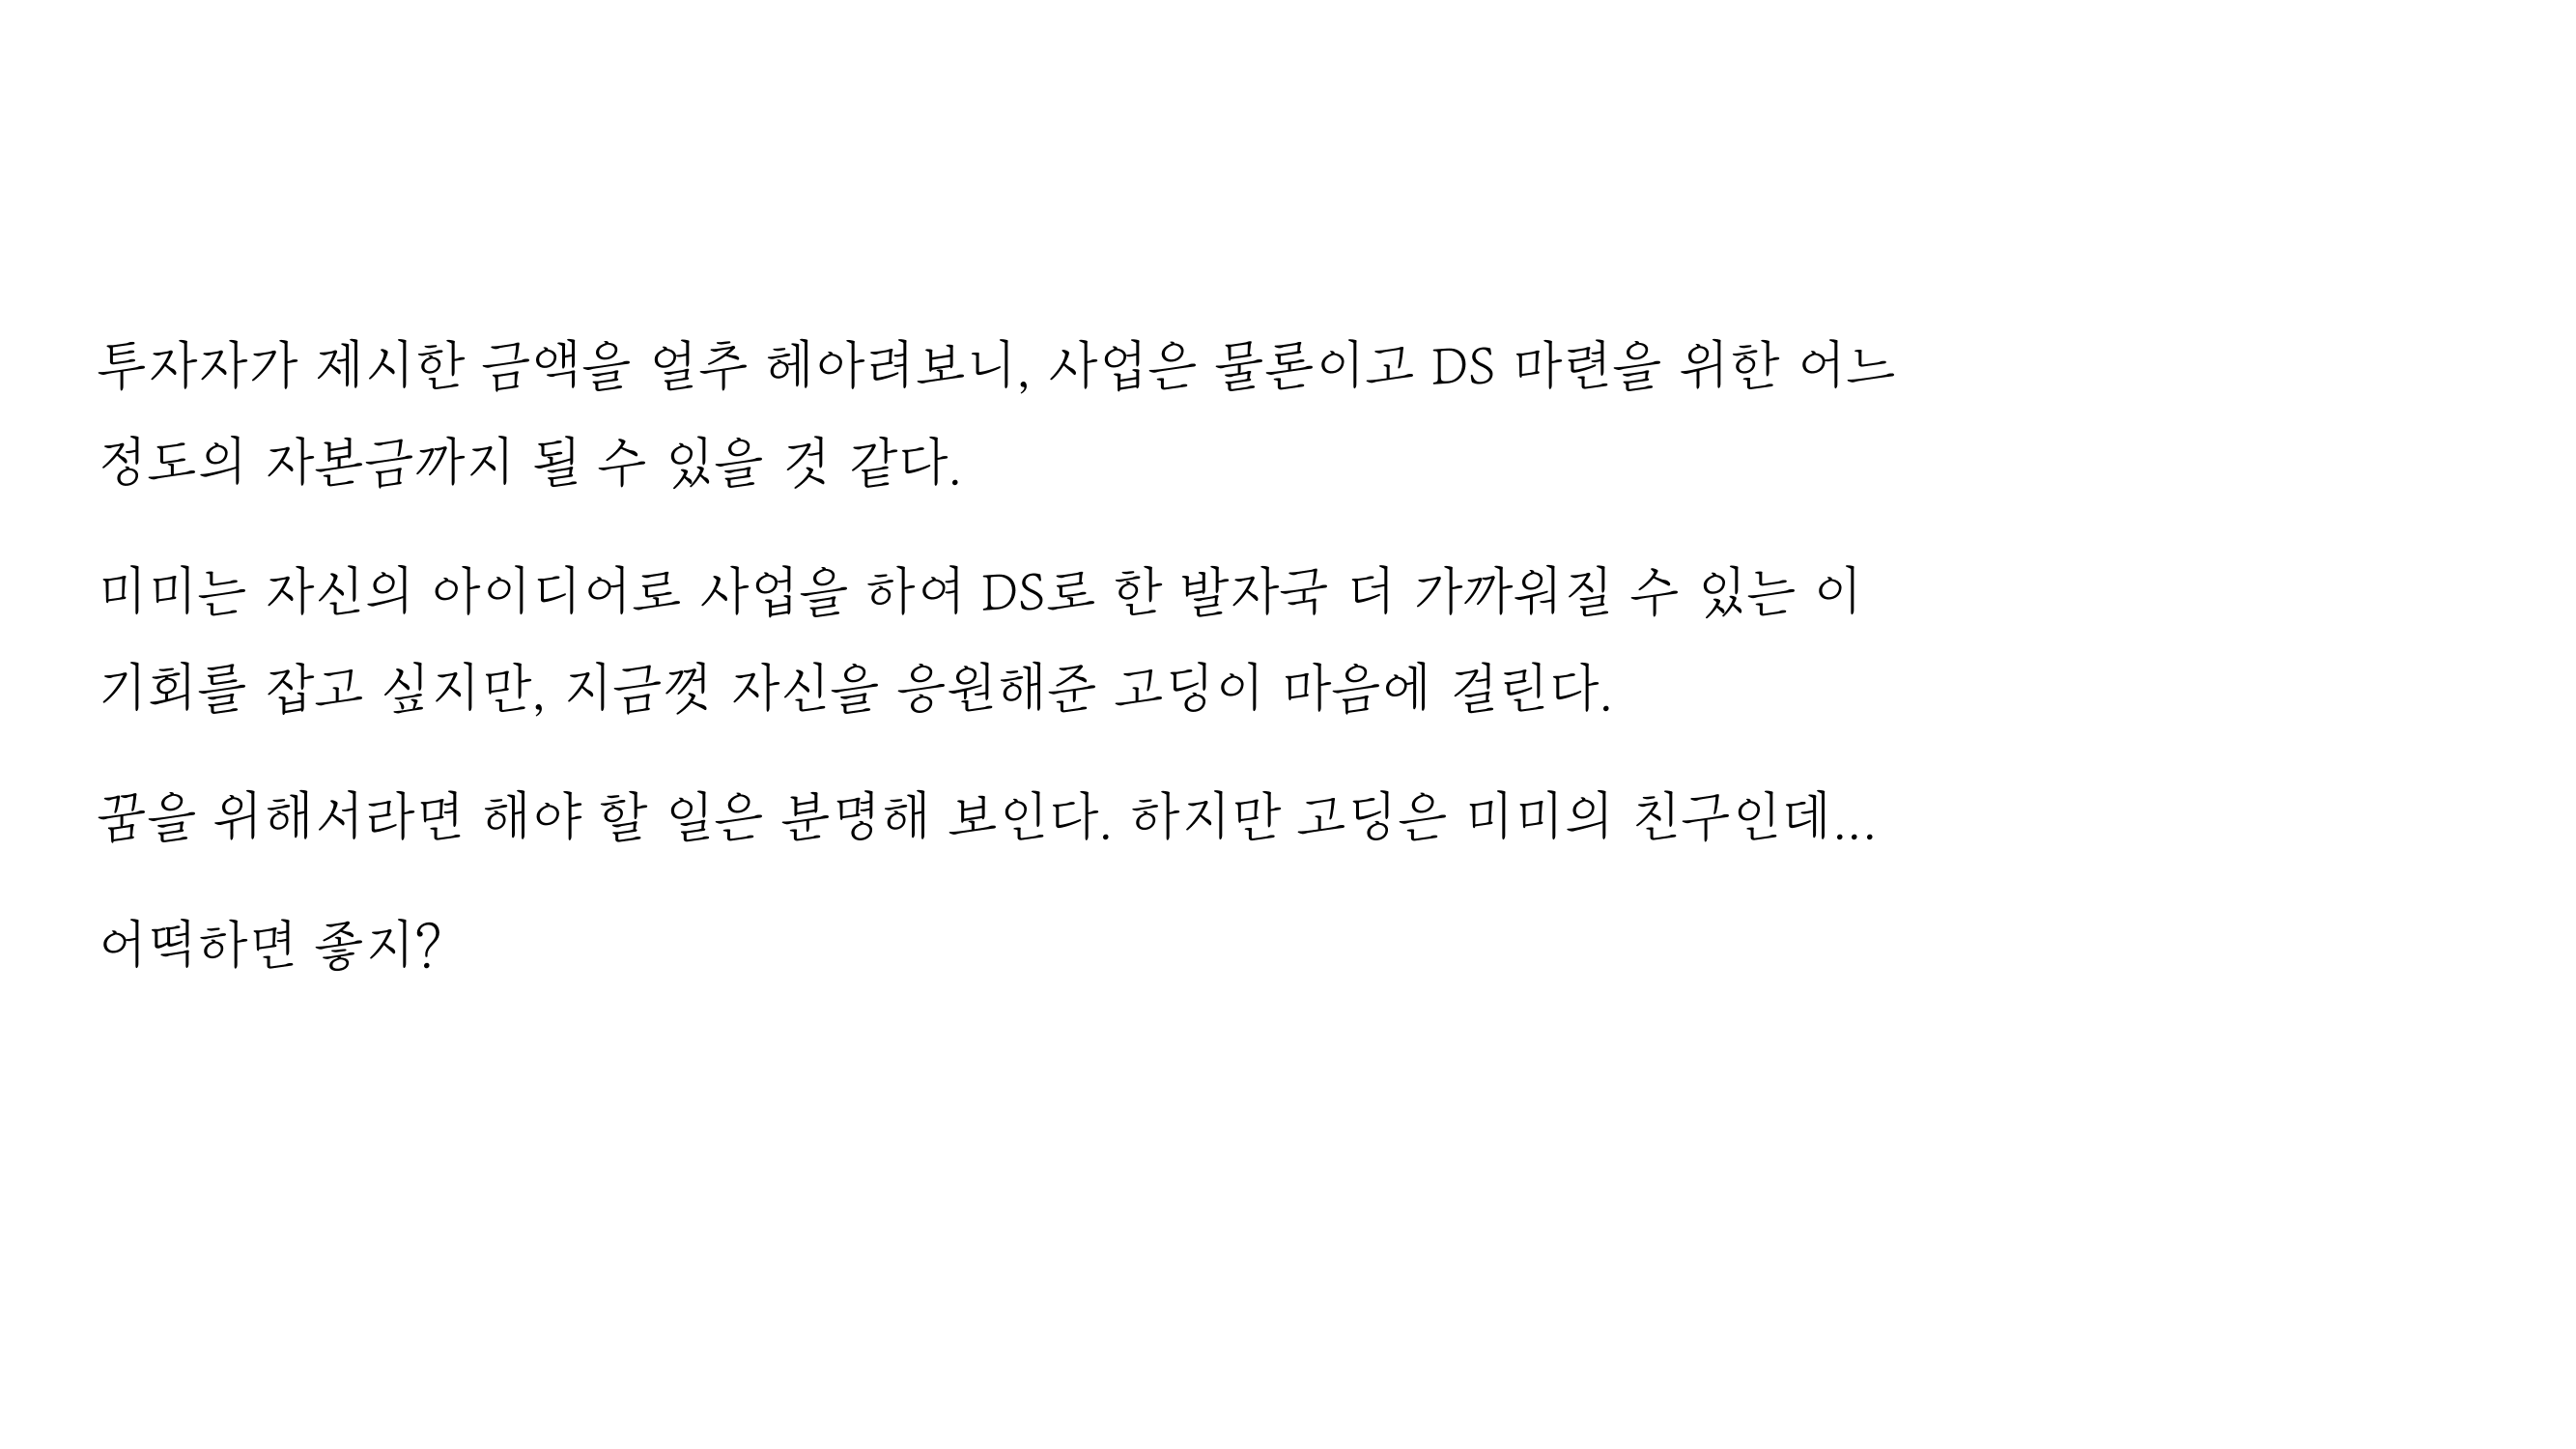 투자자가 제시한 금액을 얼추 헤아려보니, 사업은 물론이고 DS 마련을 위한 어느
정도의 자본금까지 될 수 있을 것 같다.
미미는 자신의 아이디어로 사업을 하여 DS로 한 발자국 더 가까워질 수 있는 이
기회를 잡고 싶지만, 지금껏 자신을 응원해준 고딩이 마음에 걸린다.
꿈을 위해서라면 해야 할 일은 분명해 보인다. 하지만 고딩은 미미의 친구인데...
어떡하면 좋지?